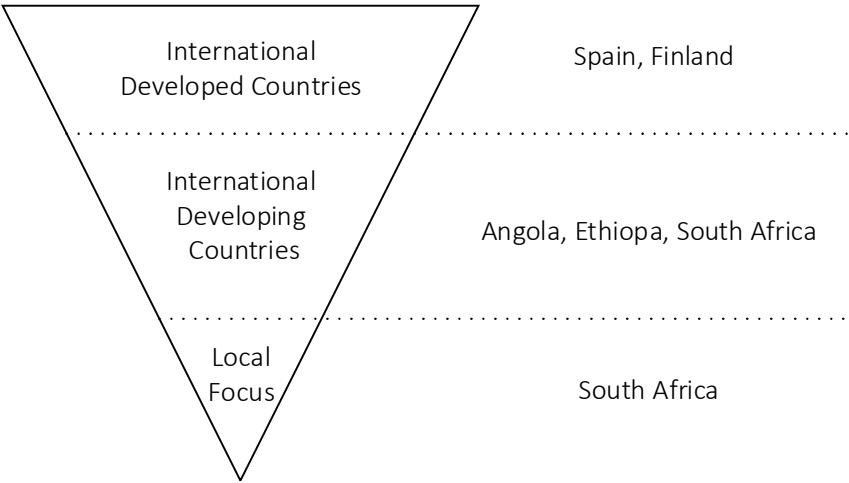 International
Developed Countries
Spain, Finland
International
Developing
Countries
Angola, Ethiopa, South Africa
Local
Focus
South Africa